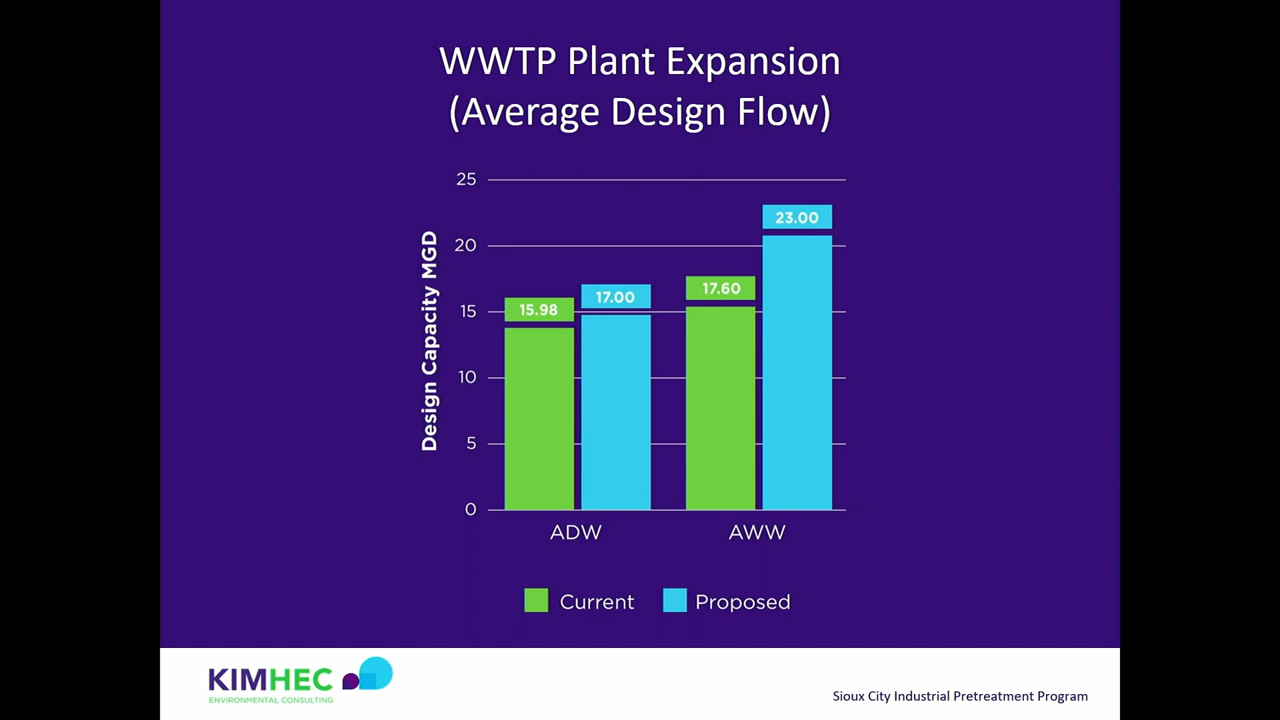 WWTP Plant Expansion
(Average Design Flow)
Design Capacity MGD
25
20
15
10
5
0
15.98
17.00
17.60
23.00
ADW
AWW
Current
Proposed
KIMHEC
ENVIRONMENTAL CONSULTING
Sioux City Industrial Pretreatment Program